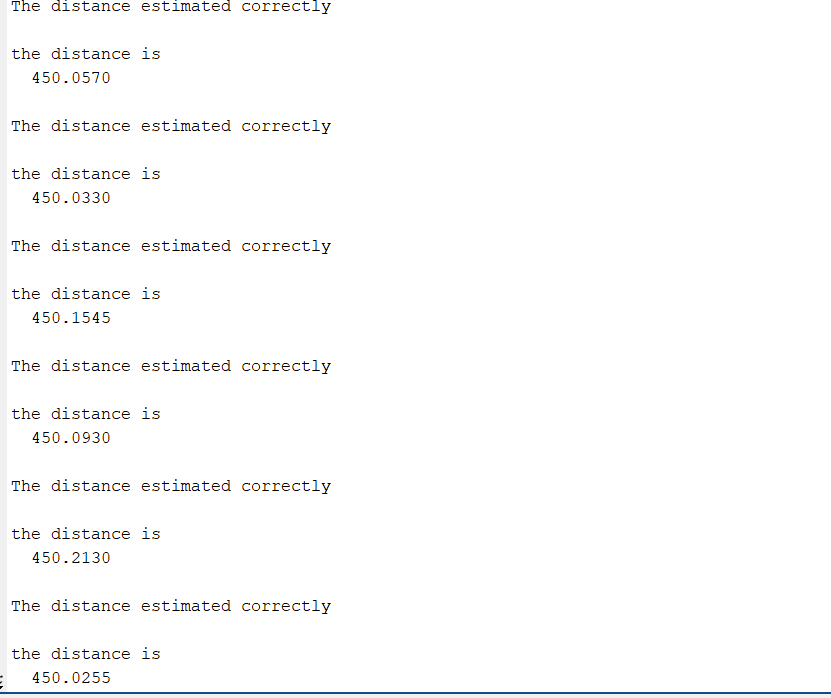 The distance estimated correctly
the distance is
450.0570
The distance estimated correctly
the distance is
450.0330
The distance estimated correctly
the distance is
450.1545
The distance estimated correctly
the distance is
450.0930
The distance estimated correctly
the distance is
450.2130
The distance estimated correctly
the distance is
450.0255